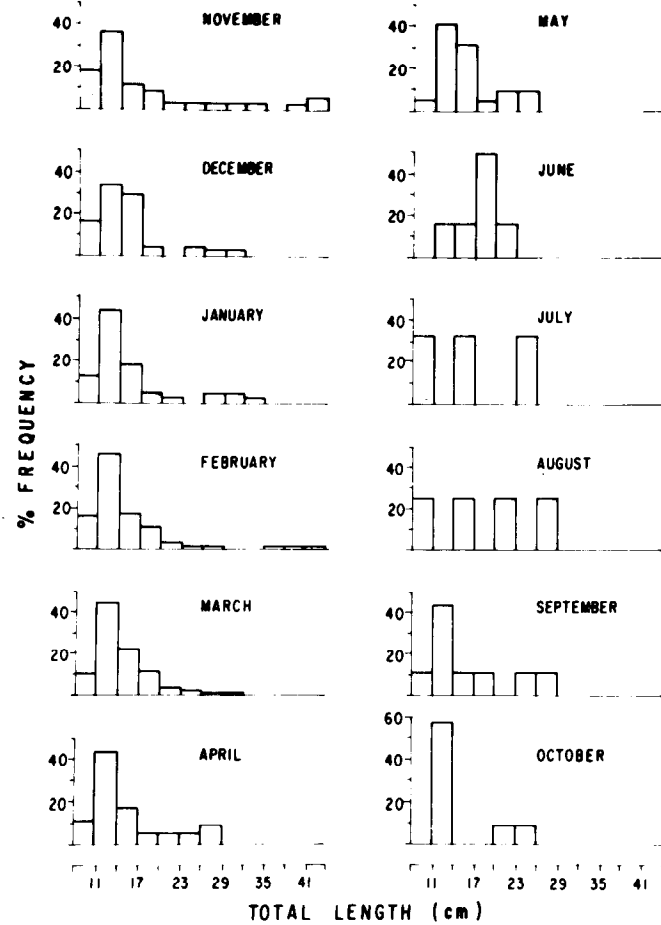 NOVEMBER
40
20
DECEMBER
40
20
JANUARY
40
20
FEBRUARY
40
20
MARCH
40
20
APRIL
40
20
MAY
40
20
JUNE
40
20
JULY
40
20
AUGUST
40
20
SEPTEMBER
40
20
OCTOBER
60
40
20
% FREQUENCY
11 17 23 29 35 41
11 17 23 29 35 41
TOTAL LENGTH (cm)